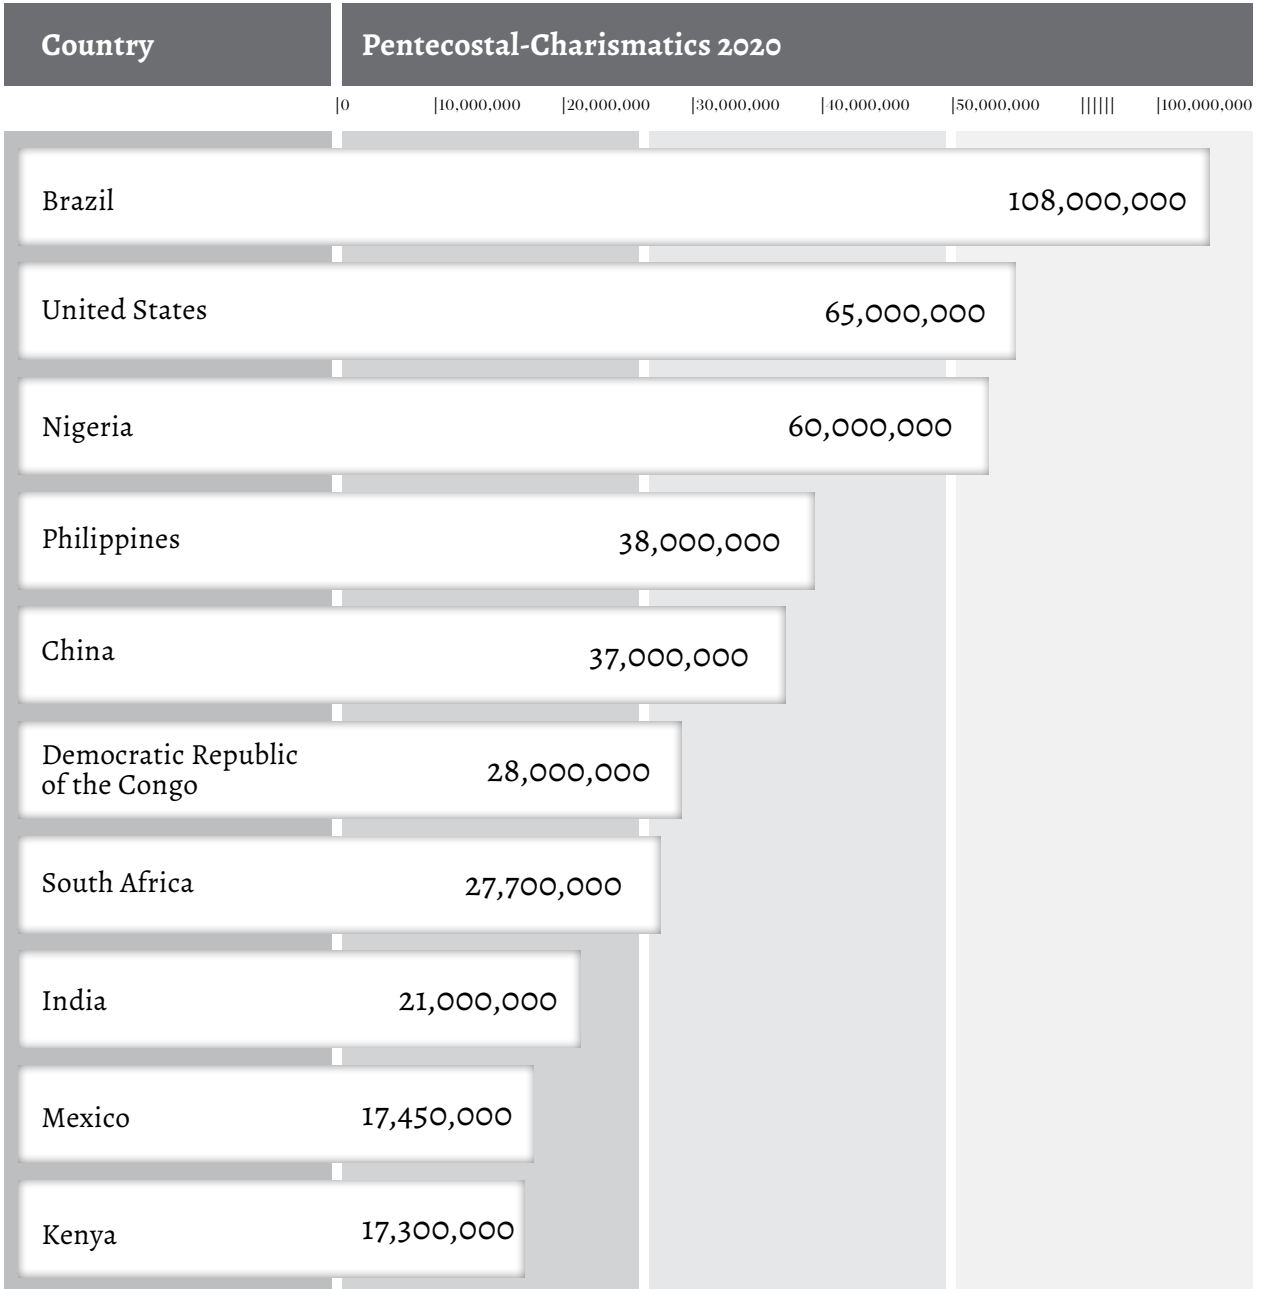 Country Pentecostal-Charismatics 2020
|0 |10,000,000 |20,000,000 |30,000,000 |40,000,000 |50,000,000 |||||| |100,000,000
Brazil 108,000,000
United States 65,000,000
Nigeria 60,000,000
Philippines 38,000,000
China 37,000,000
Democratic Republic
of the Congo 28,000,000
South Africa 27,700,000
India 21,000,000
Mexico 17,450,000
Kenya 17,300,000